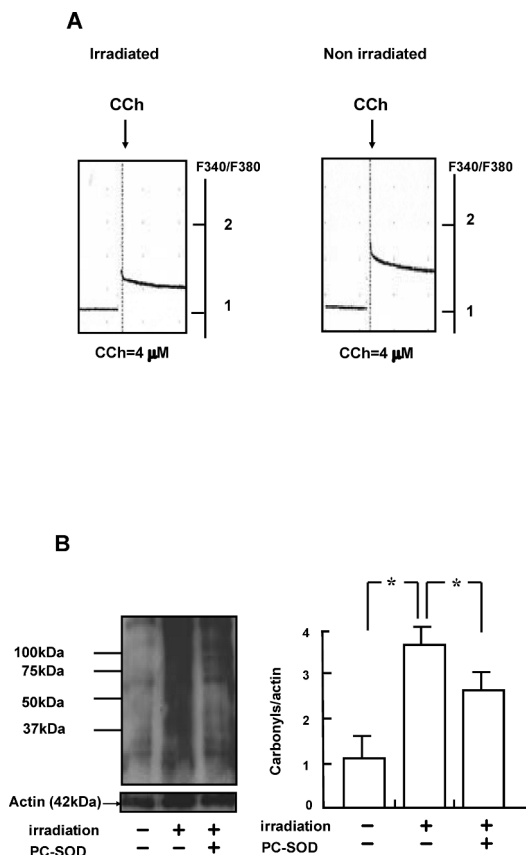 A
Irradiated
Non irradiated
CCh
CCh
F340/F380
2
1
F340/F380
2
1
CCh=4 μM
CCh=4 μM
B
100kDa
75kDa
50kDa
37kDa
Actin (42kDa)
irradiation - + +
PC-SOD - - +
* *
Carbonyls/actin
4
3
2
1
0
irradiation - + +
PC-SOD - - +